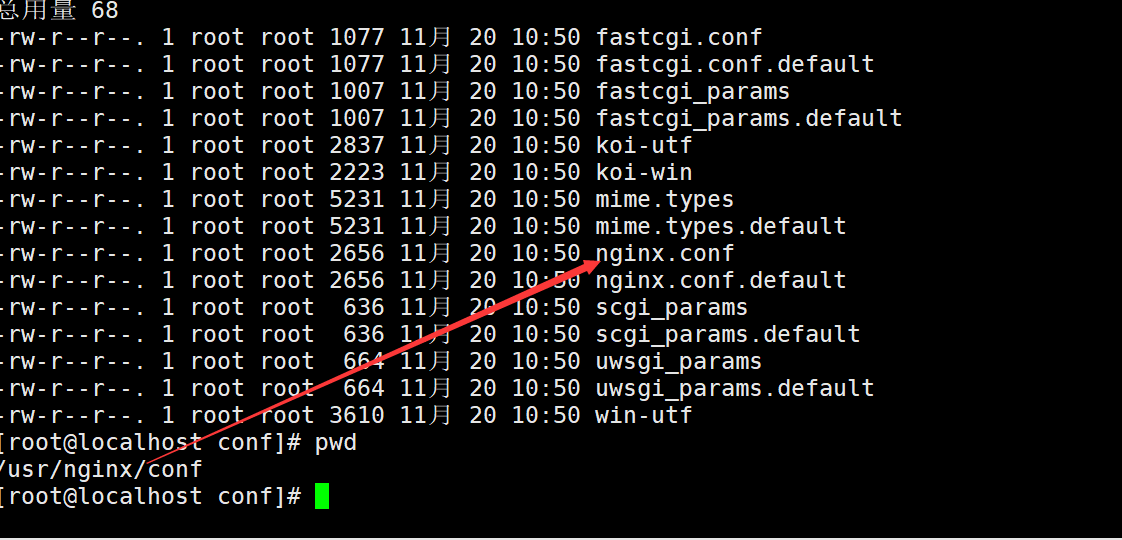 总用量 68
-rw-r--r--. 1 root root 1077 11月 20 10:50 fastcgi.conf
-rw-r--r--. 1 root root 1077 11月 20 10:50 fastcgi.conf.default
-rw-r--r--. 1 root root 1007 11月 20 10:50 fastcgi_params
-rw-r--r--. 1 root root 1007 11月 20 10:50 fastcgi_params.default
-rw-r--r--. 1 root root 2837 11月 20 10:50 koi-utf
-rw-r--r--. 1 root root 2223 11月 20 10:50 koi-win
-rw-r--r--. 1 root root 5231 11月 20 10:50 mime.types
-rw-r--r--. 1 root root 5231 11月 20 10:50 mime.types.default
-rw-r--r--. 1 root root 2656 11月 20 10:50 nginx.conf
-rw-r--r--. 1 root root 2656 11月 20 10:50 nginx.conf.default
-rw-r--r--. 1 root root  636 11月 20 10:50 scgi_params
-rw-r--r--. 1 root root  636 11月 20 10:50 scgi_params.default
-rw-r--r--. 1 root root  664 11月 20 10:50 uwsgi_params
-rw-r--r--. 1 root root  664 11月 20 10:50 uwsgi_params.default
-rw-r--r--. 1 root root 3610 11月 20 10:50 win-utf
[root@localhost conf]# pwd
/usr/nginx/conf
[root@localhost conf]#